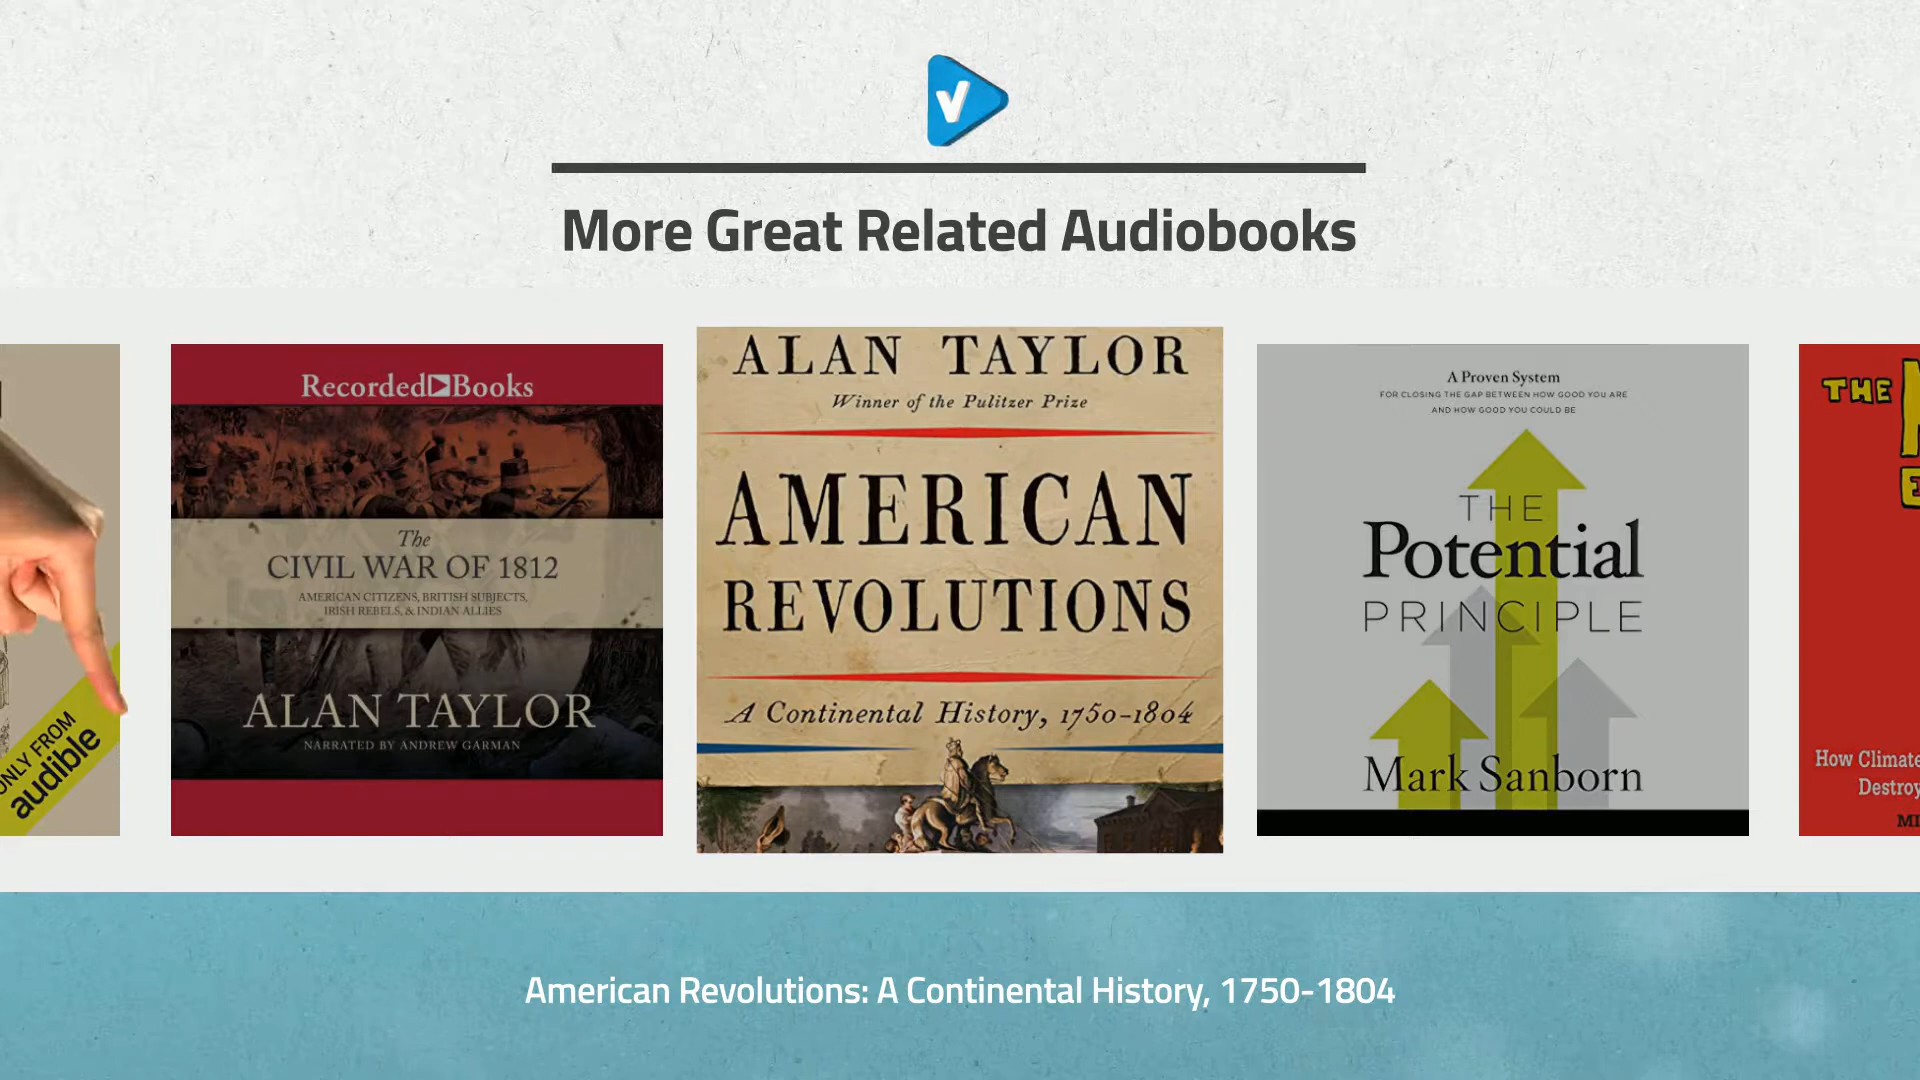 More Great Related Audiobooks
ONLY FROM
audible
Recorded Books
The
CIVIL WAR OF 1812
AMERICAN CITIZENS, BRITISH SUBJECTS,
IRISH REBELS, & INDIAN ALLIES
ALAN TAYLOR
NARRATED BY ANDREW GARMAN
ALAN TAYLOR
Winner of the Pulitzer Prize
AMERICAN
REVOLUTIONS
A Continental History, 1750-1804
A Proven System
FOR CLOSING THE GAP BETWEEN HOW GOOD YOU ARE
AND HOW GOOD YOU COULD BE
THE
Potential
PRINCIPLE
Mark Sanborn
THE
How Climate
Destroy
American Revolutions: A Continental History, 1750-1804